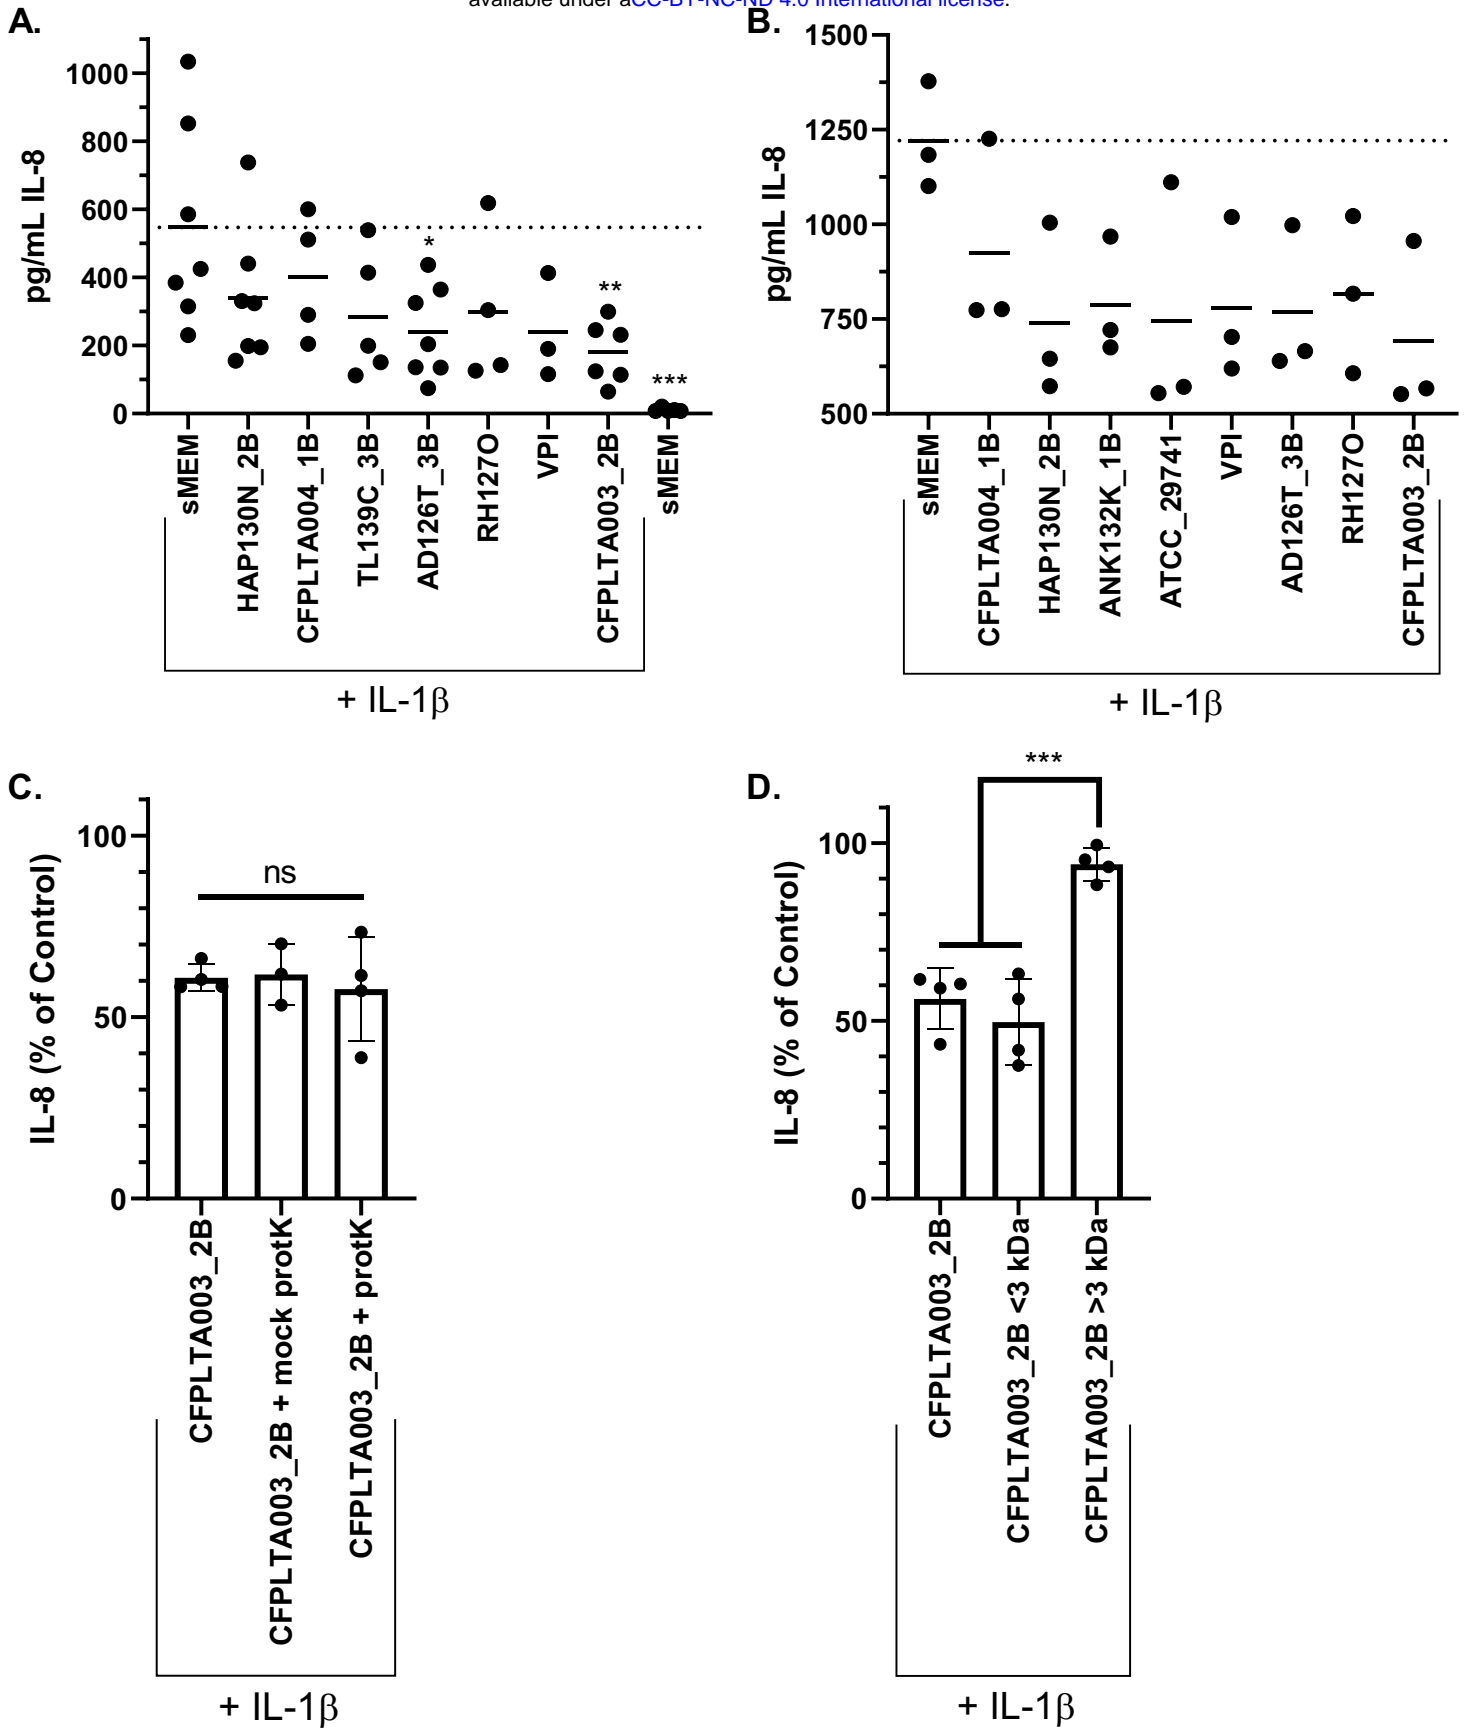 available under aCC-BY-NC-ND 4.0 International license.
A.
pg/mL IL-8
1000
800
600
400
200
0
*
**
***
sMEM
HAP130N_2B
CFPLTA004_1B
TL139C_3B
AD126T_3B
RH127O
VPI
CFPLTA003_2B
sMEM
+ IL-1β
B.
pg/mL IL-8
1500
1250
1000
750
500
sMEM
CFPLTA004_1B
HAP130N_2B
ANK132K_1B
ATCC_29741
VPI
AD126T_3B
RH127O
CFPLTA003_2B
+ IL-1β
C.
IL-8 (% of Control)
100
50
0
ns
CFPLTA003_2B
CFPLTA003_2B + mock protK
CFPLTA003_2B + protK
+ IL-1β
D.
IL-8 (% of Control)
100
50
0
***
CFPLTA003_2B
CFPLTA003_2B <3 kDa
CFPLTA003_2B >3 kDa
+ IL-1β